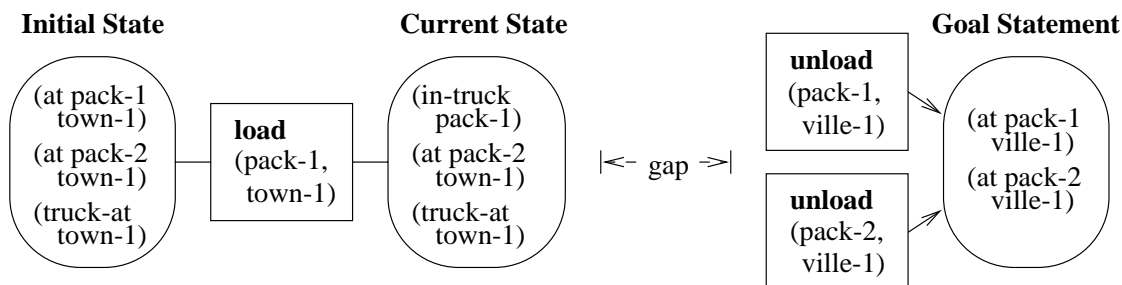 Initial State
(at pack-1
town-1)
(at pack-2
town-1)
(truck-at
town-1)
load
(pack-1,
town-1)
Current State
(in-truck
pack-1)
(at pack-2
town-1)
(truck-at
town-1)
gap
unload
(pack-1,
ville-1)
unload
(pack-2,
ville-1)
Goal Statement
(at pack-1
ville-1)
(at pack-2
ville-1)